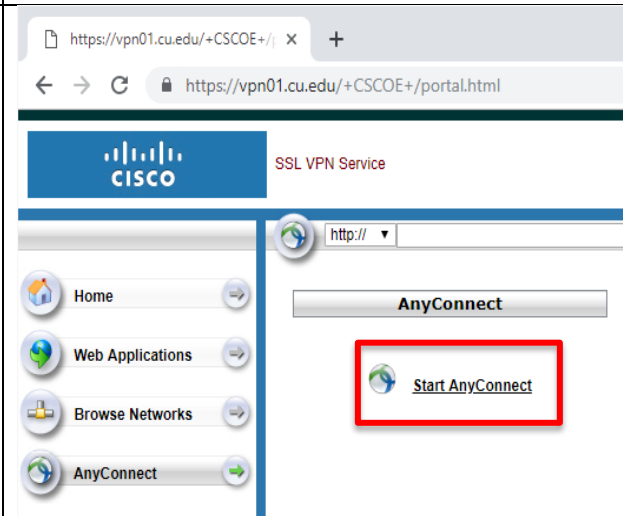 https://vpn01.cu.edu/+CSCOE+/
https://vpn01.cu.edu/+CSCOE+/portal.html
CISCO
SSL VPN Service
http://
AnyConnect
Home
Start AnyConnect
Web Applications
Browse Networks
AnyConnect